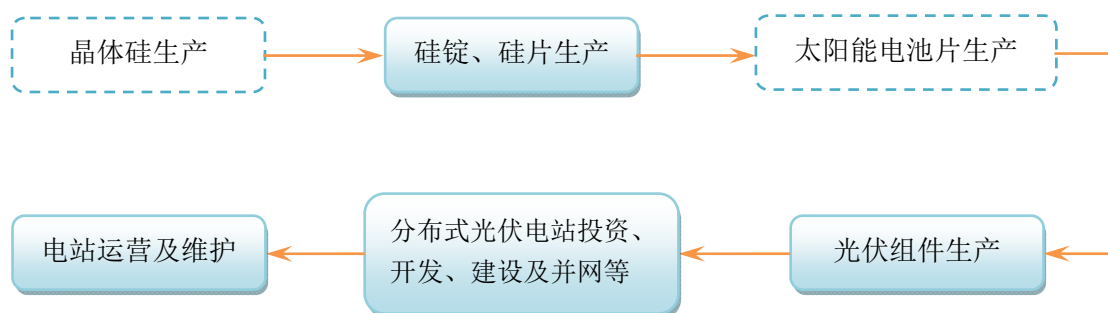 晶体硅生产
硅锭、硅片生产
太阳能电池片生产
电站运营及维护
分布式光伏电站投资、
开发、建设及并网等
光伏组件生产